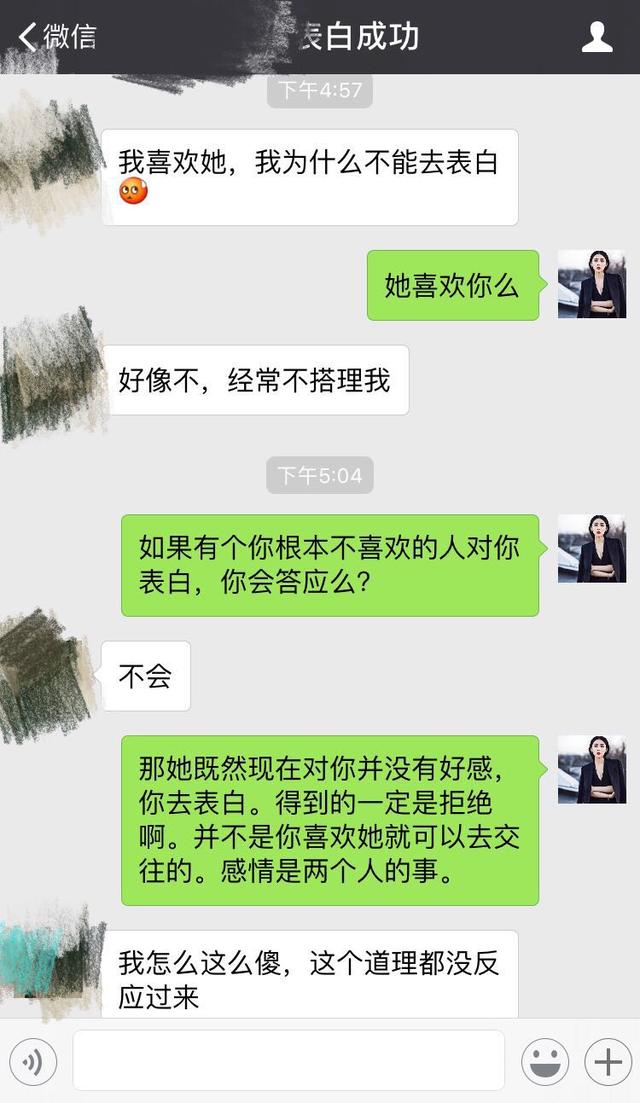 微信
表白成功
下午4:57
我喜欢她，我为什么不能去表白
她喜欢你么
好像不，经常不搭理我
下午5:04
如果有个你根本不喜欢的人对你
表白，你会答应么？
不会
那她既然现在对你并没有好感，
你去表白。得到的一定是拒绝
啊。并不是你喜欢她就可以去交
往的。感情是两个人的事。
我怎么这么傻，这个道理都没反
应过来